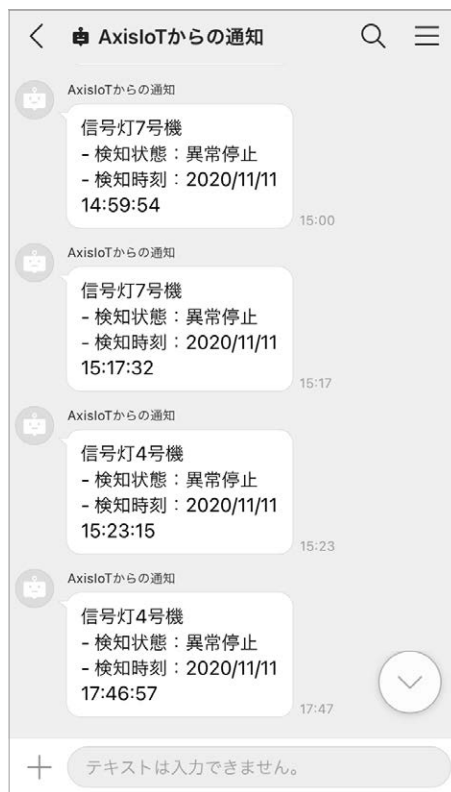 AxisIoTからの通知
AxisIoTからの通知
信号灯7号機
- 検知状態：異常停止
- 検知時刻：2020/11/11
14:59:54
15:00
AxisIoTからの通知
信号灯7号機
- 検知状態：異常停止
- 検知時刻：2020/11/11
15:17:32
15:17
AxisIoTからの通知
信号灯4号機
- 検知状態：異常停止
- 検知時刻：2020/11/11
15:23:15
15:23
AxisIoTからの通知
信号灯4号機
- 検知状態：異常停止
- 検知時刻：2020/11/11
17:46:57
17:47
テキストは入力できません。